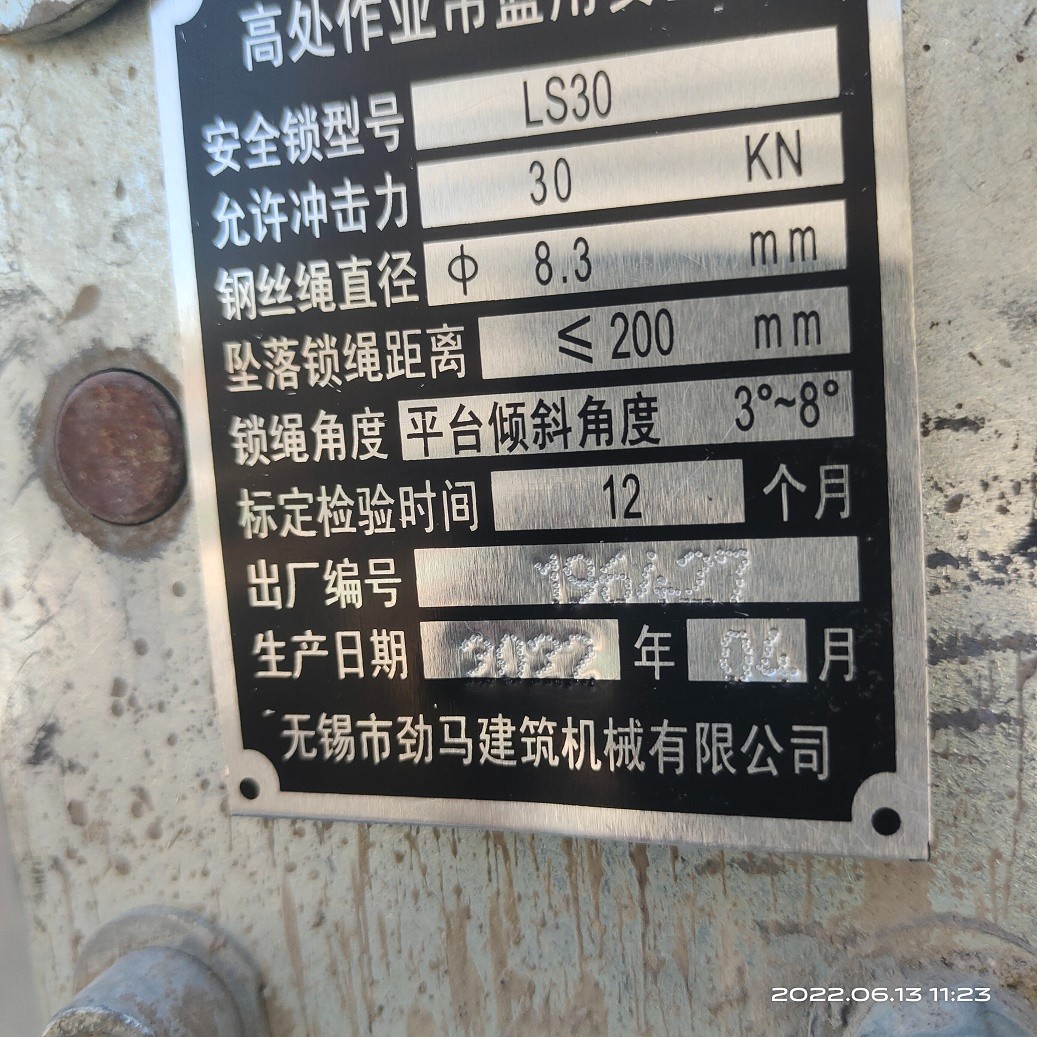 高处作业吊篮用安全
安全锁型号 LS30
允许冲击力 30 KN
钢丝绳直径 ф 8.3 mm
坠落锁绳距离 ≤200 mm
锁绳角度 平台倾斜角度 3°~8°
标定检验时间 12 个月
出厂编号 196427
生产日期 2022 年 04 月
无锡市劲马建筑机械有限公司
2022.06.13 11:23